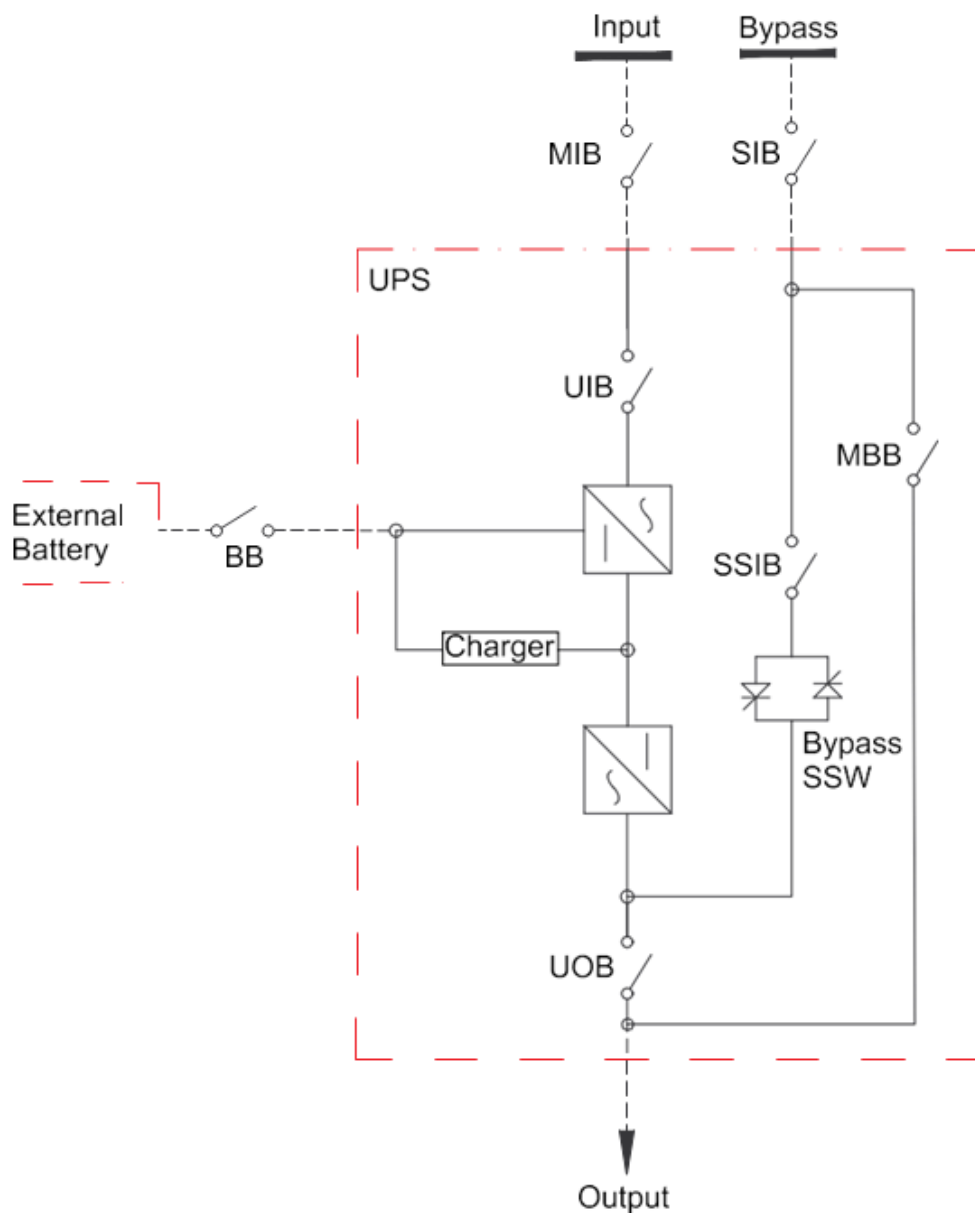 Input
Bypass
MIB
SIB
UPS
UIB
MBB
External
Battery
BB
SSIB
Charger
Bypass
SSW
UOB
Output